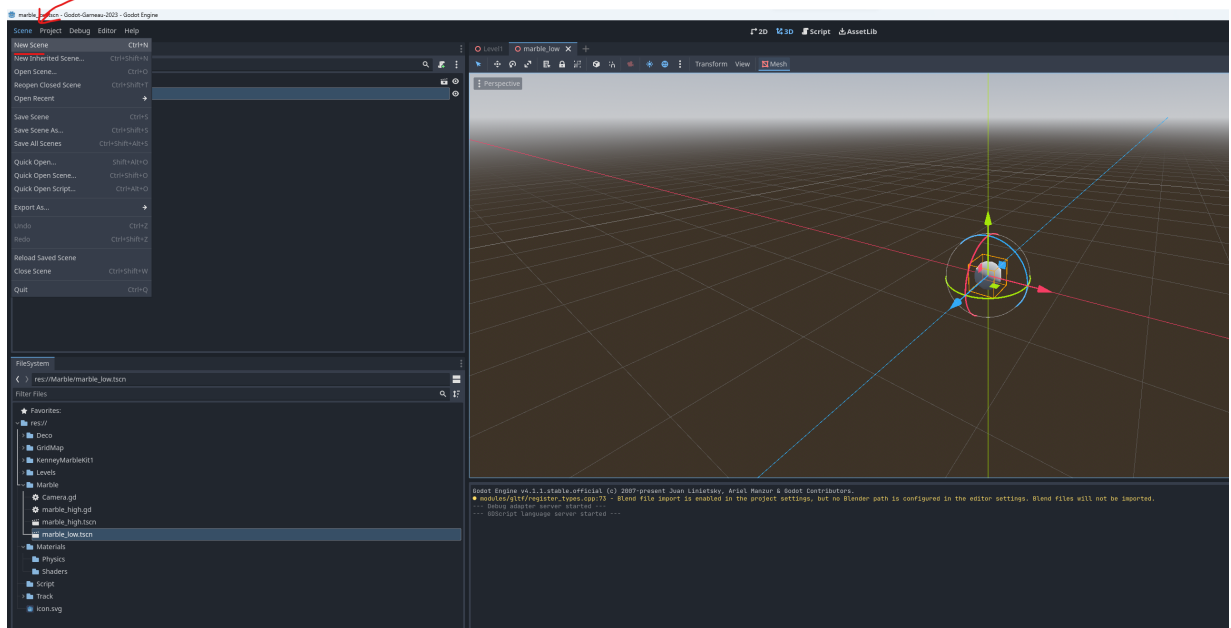 marble_low.tscn - Godot-Garneau-2023 - Godot Engine
Scene Project Debug Editor Help
2D 3D Script AssetLib
New Scene Ctrl+N
New Inherited Scene... Ctrl+Shift+N
Open Scene... Ctrl+O
Reopen Closed Scene Ctrl+Shift+T
Open Recent
Save Scene Ctrl+S
Save Scene As... Ctrl+Shift+S
Save All Scenes Ctrl+Shift+Alt+S
Quick Open... Shift+Alt+O
Quick Open Scene... Ctrl+Shift+O
Quick Open Script... Ctrl+Alt+O
Export As...
Undo Ctrl+Z
Redo Ctrl+Shift+Z
Reload Saved Scene
Close Scene Ctrl+Shift+W
Quit Ctrl+Q
Level1 marble_low
Transform View Mesh
Perspective
FileSystem
res://Marble/marble_low.tscn
Filter Files
Favorites:
res://
Deco
GridMap
KenneyMarbleKit1
Levels
Marble
Camera.gd
marble_high.gd
marble_high.tscn
marble_low.tscn
Materials
Physics
Shaders
Script
Track
icon.svg
Godot Engine v4.1.1.stable.official (c) 2007-present Juan Linietsky, Ariel Manzur & Godot Contributors.
modules/gltf/register_types.cpp:73 - Blend file import is enabled in the project settings, but no Blender path is configured in the editor settings. Blend files will not be imported.
--- Debug adapter server started ---
--- GDScript language server started ---